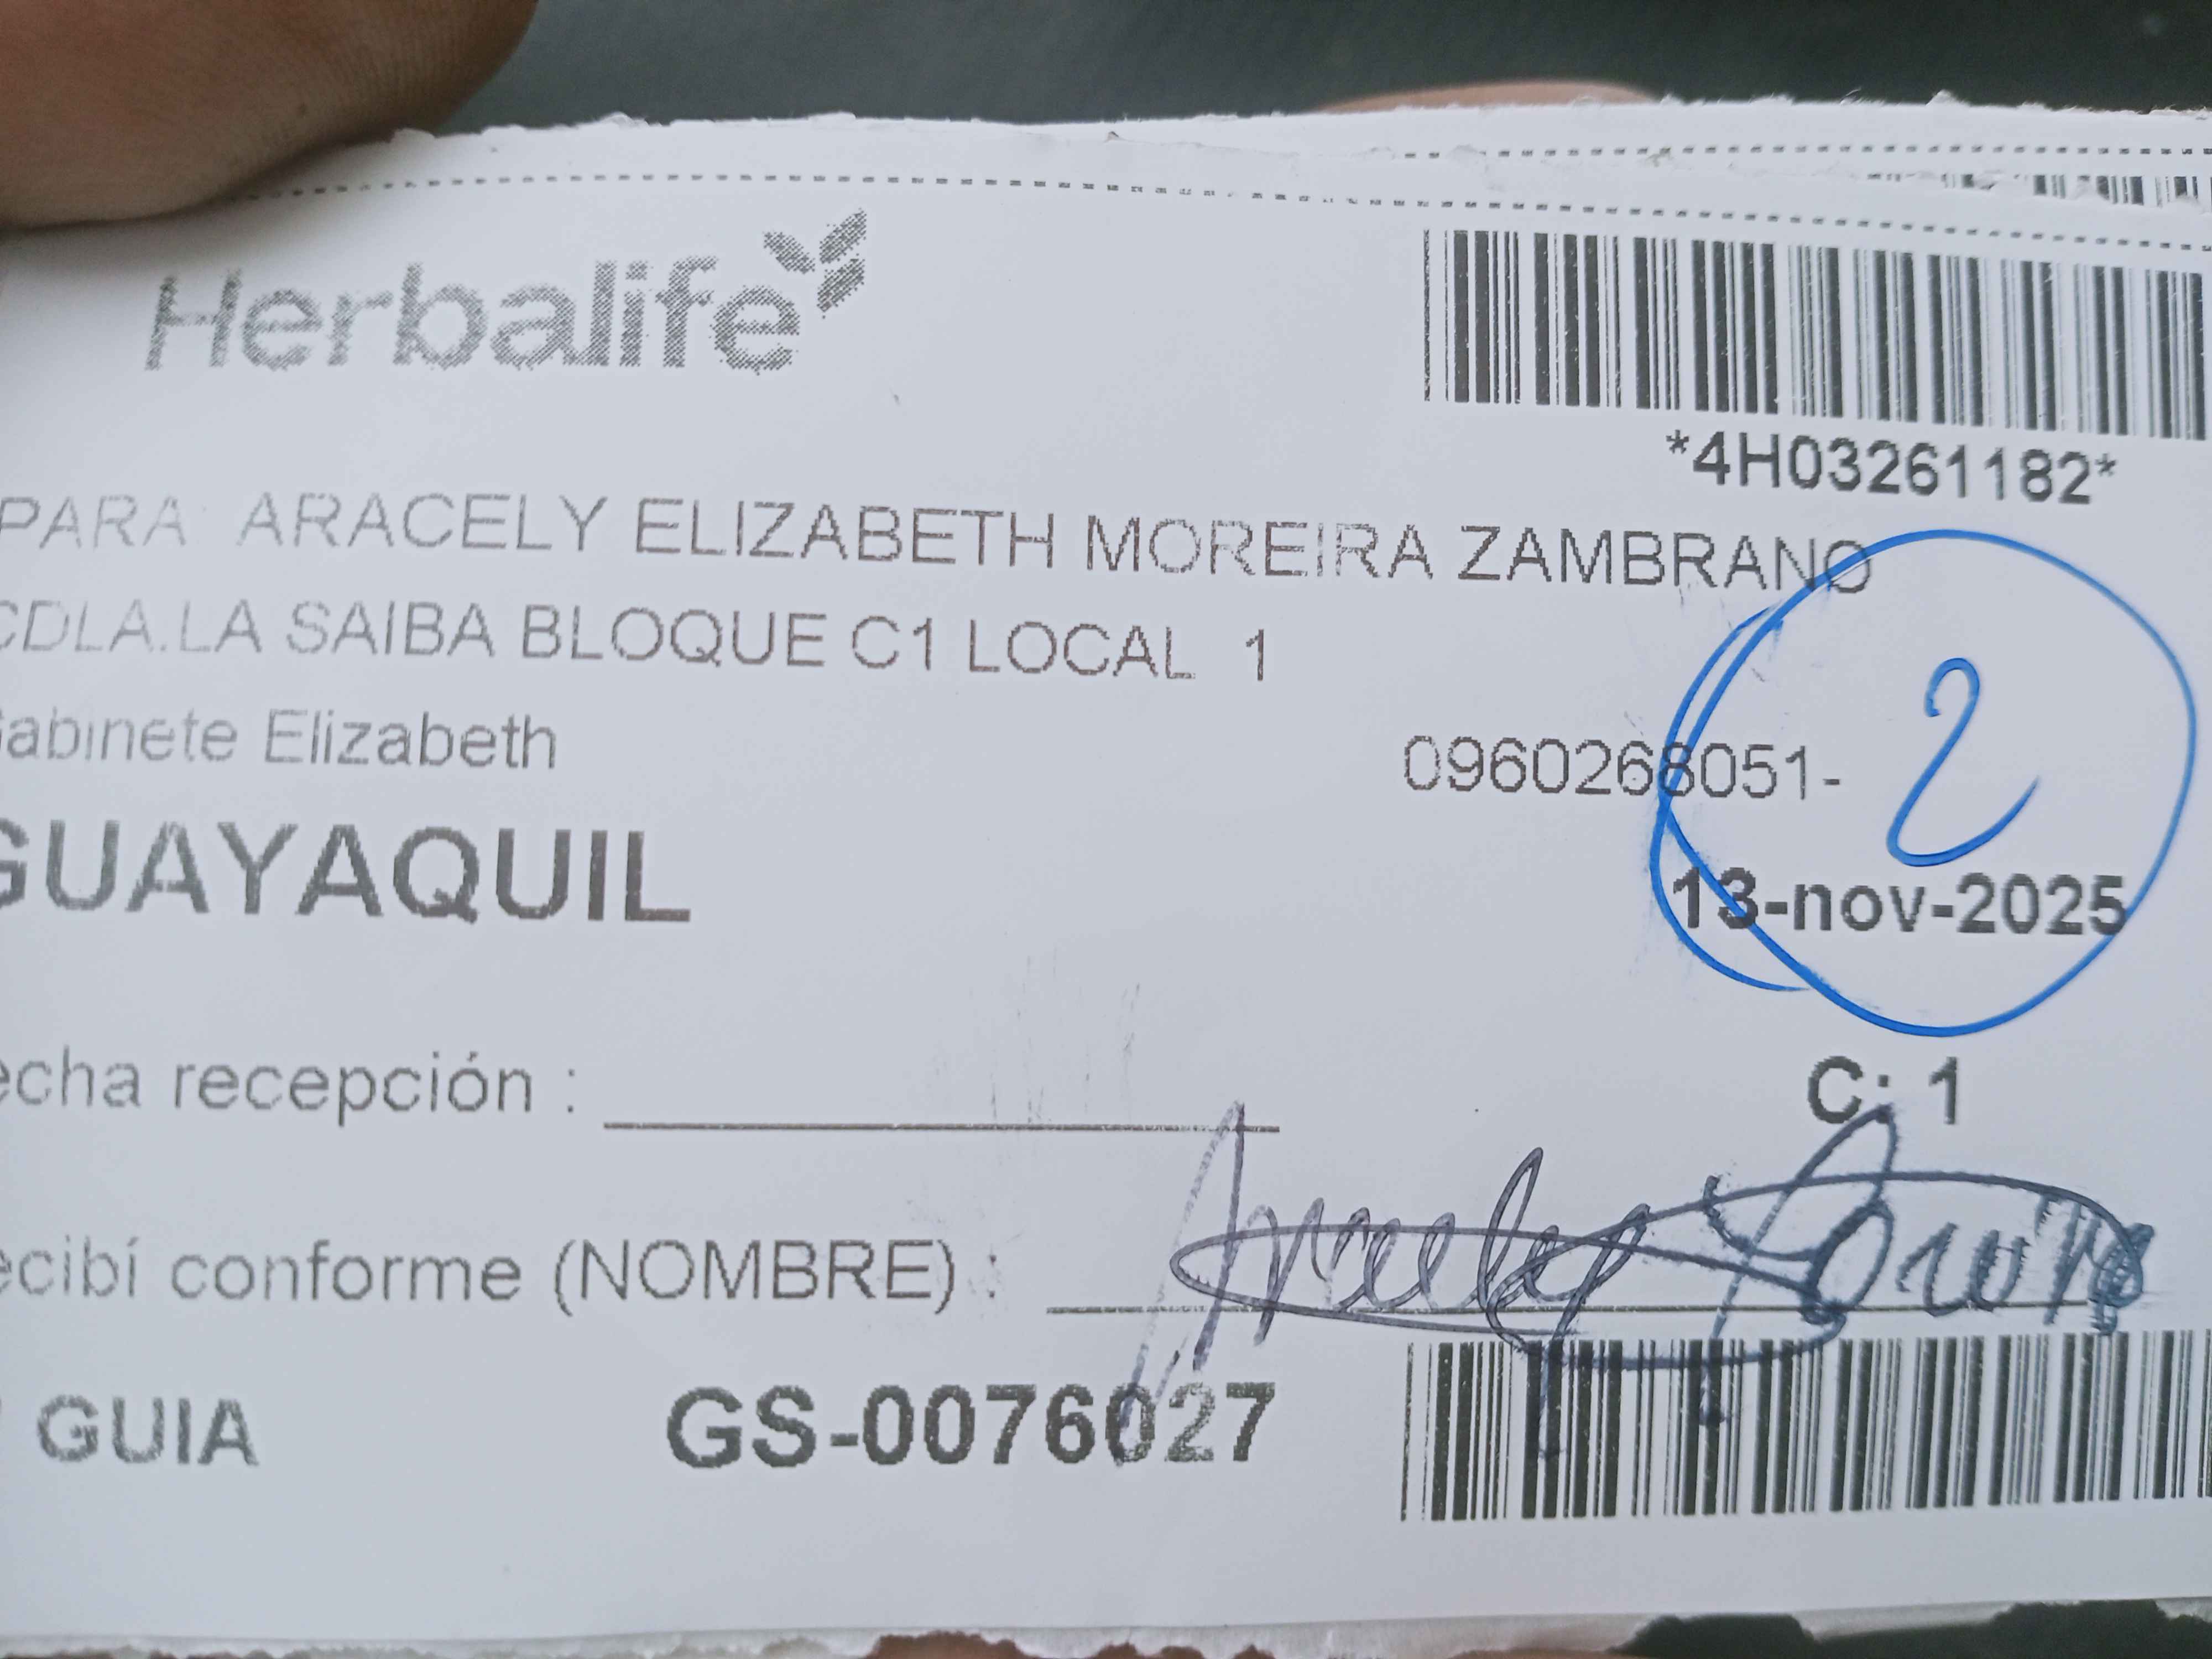 Herbalife
*4H03261182*
PARA ARACELY ELIZABETH MOREIRA ZAMBRANO
CDLA.LA SAIBA BLOQUE C1 LOCAL 1
Gabinete Elizabeth
0960268051-
2
GUAYAQUIL
13-nov-2025
echa recepción :
C: 1
ecibí conforme (NOMBRE) :
GUIA GS-0076027